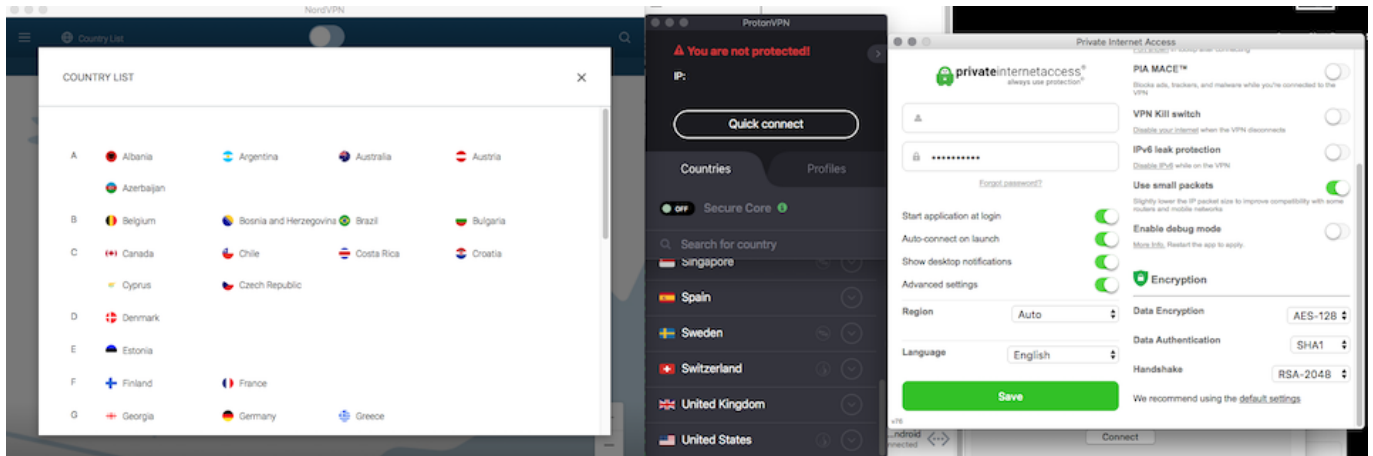 NordVPN
Country List
COUNTRY LIST
A Albania Argentina Australia Austria
Azerbaijan
B Belgium Bosnia and Herzegovina Brazil Bulgaria
C Canada Chile Costa Rica Croatia
Cyprus Czech Republic
D Denmark
E Estonia
F Finland France
G Georgia Germany Greece
ProtonVPN
You are not protected!
IP:
Quick connect
Countries Profiles
OFF Secure Core
Search for country
Singapore
Spain
Sweden
Switzerland
United Kingdom
United States
Private Internet Access
privateinternetaccess®
always use protection®
••••••••••
Forgot password?
Start application at login
Auto-connect on launch
Show desktop notifications
Advanced settings
Region Auto
Language English
Save
v76
PIA MACE™
Blocks ads, trackers, and malware while you're connected to the
VPN
VPN Kill switch
Disable your internet when the VPN disconnects
IPv6 leak protection
Disable IPv6 while on the VPN
Use small packets
Slightly lower the IP packet size to improve compatibility with some
routers and mobile networks
Enable debug mode
More Info. Restart the app to apply.
Encryption
Data Encryption AES-128
Data Authentication SHA1
Handshake RSA-2048
We recommend using the default settings
...ndroid
nnected
Connect